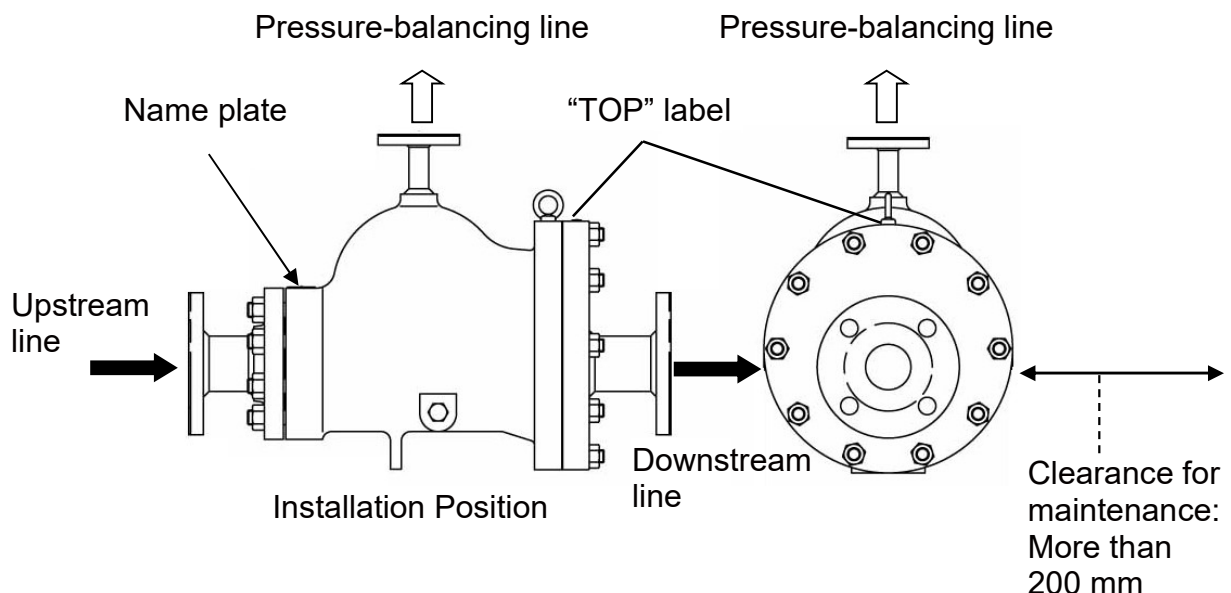 Pressure-balancing line
Pressure-balancing line
Name plate
“TOP” label
Upstream
line
Downstream
line
Installation Position
Clearance for
maintenance:
More than
200 mm